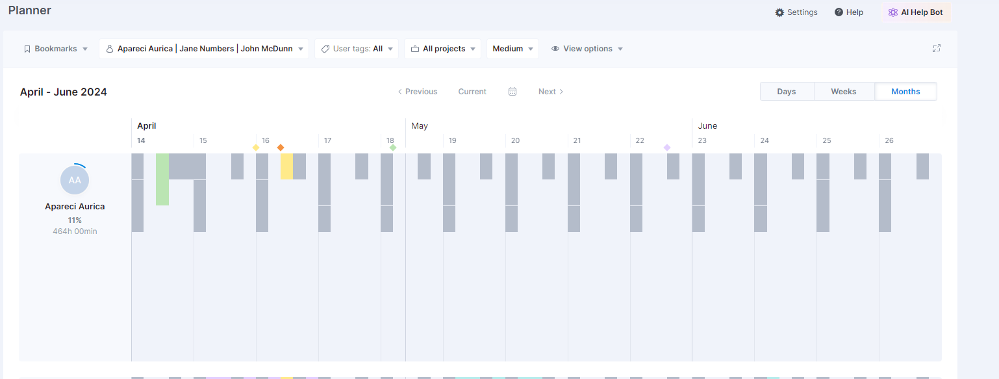 Planner
Settings Help AI Help Bot
Bookmarks Apareci Aurica | Jane Numbers | John McDunn User tags: All All projects Medium View options
April - June 2024 Previous Current Next Days Weeks Months
April May June
14 15 16 17 18 19 20 21 22 23 24 25 26
AA
Apareci Aurica
11%
464h 00min